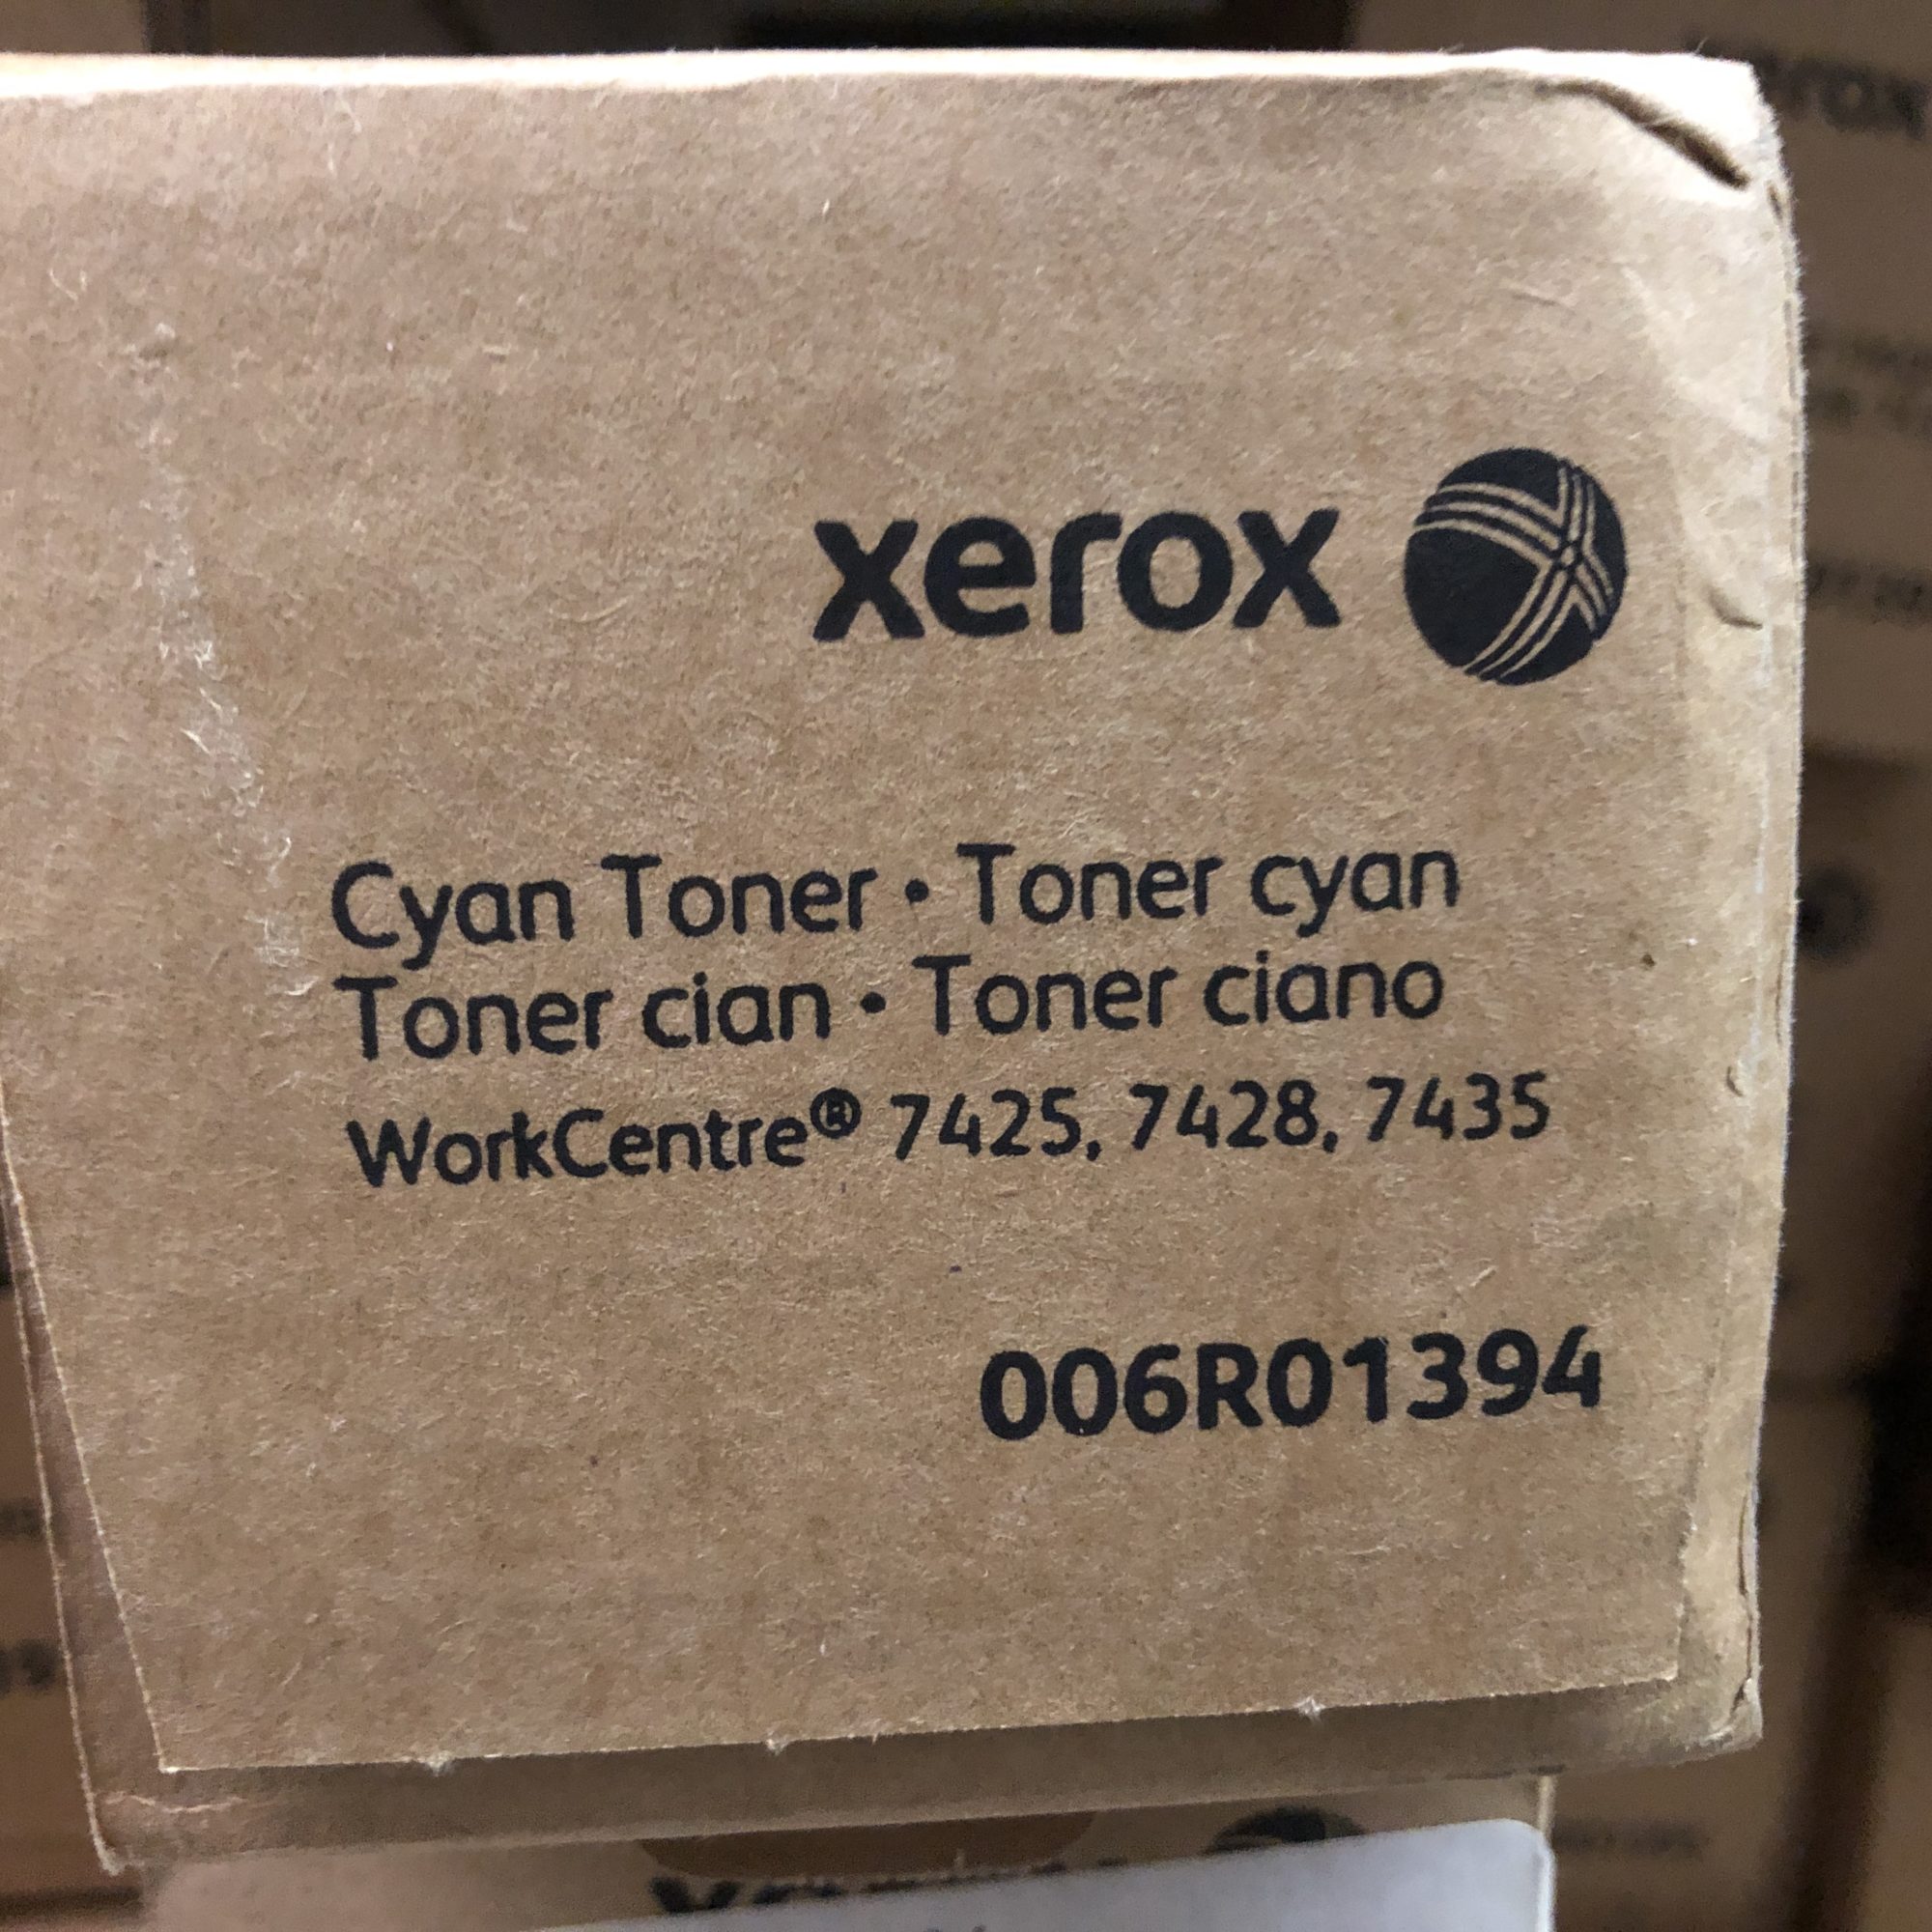 xerox
Cyan Toner • Toner cyan
Toner cian • Toner ciano
WorkCentre® 7425, 7428, 7435
006R01394